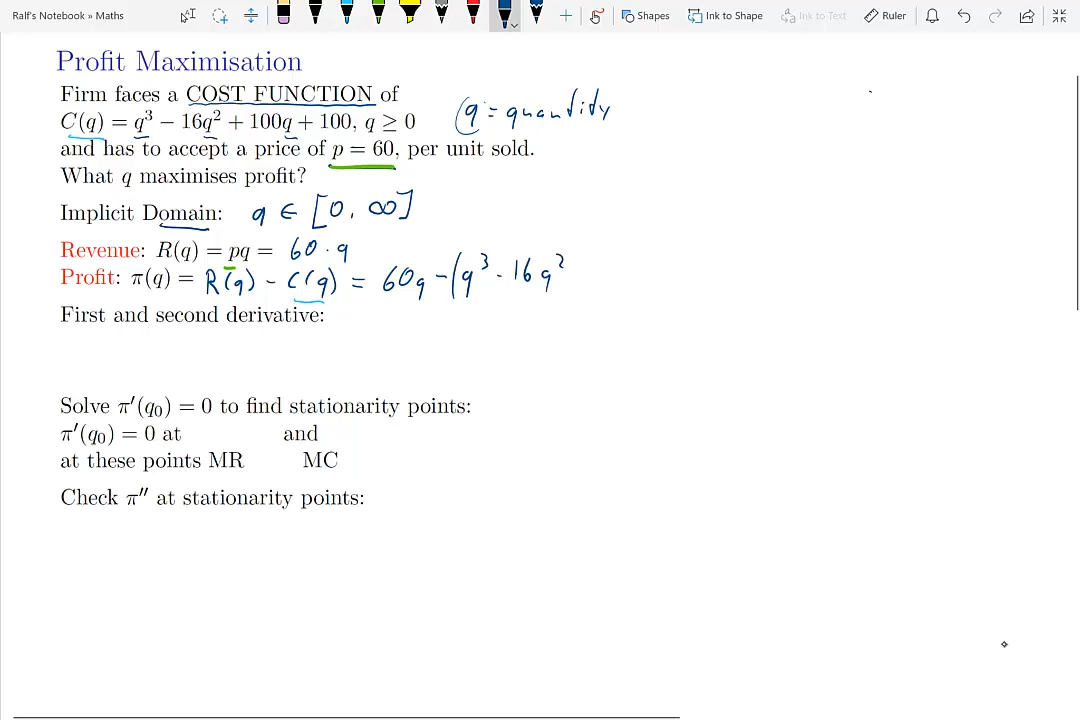 Ralf's Notebook » Maths
Shapes
Ink to Shape
Ink to Text
Ruler
Profit Maximisation
Firm faces a COST FUNCTION of
C(q) = q³ − 16q² + 100q + 100, q ≥ 0
q = quantity
and has to accept a price of p = 60, per unit sold.
What q maximises profit?
Implicit Domain: q ∈ [0, ∞]
Revenue: R(q) = pq = 60 · q
Profit: π(q) = R(q) - C(q) = 60q - (q³ - 16q²
First and second derivative:
Solve π′(q₀) = 0 to find stationarity points:
π′(q₀) = 0 at and
at these points MR MC
Check π″ at stationarity points: